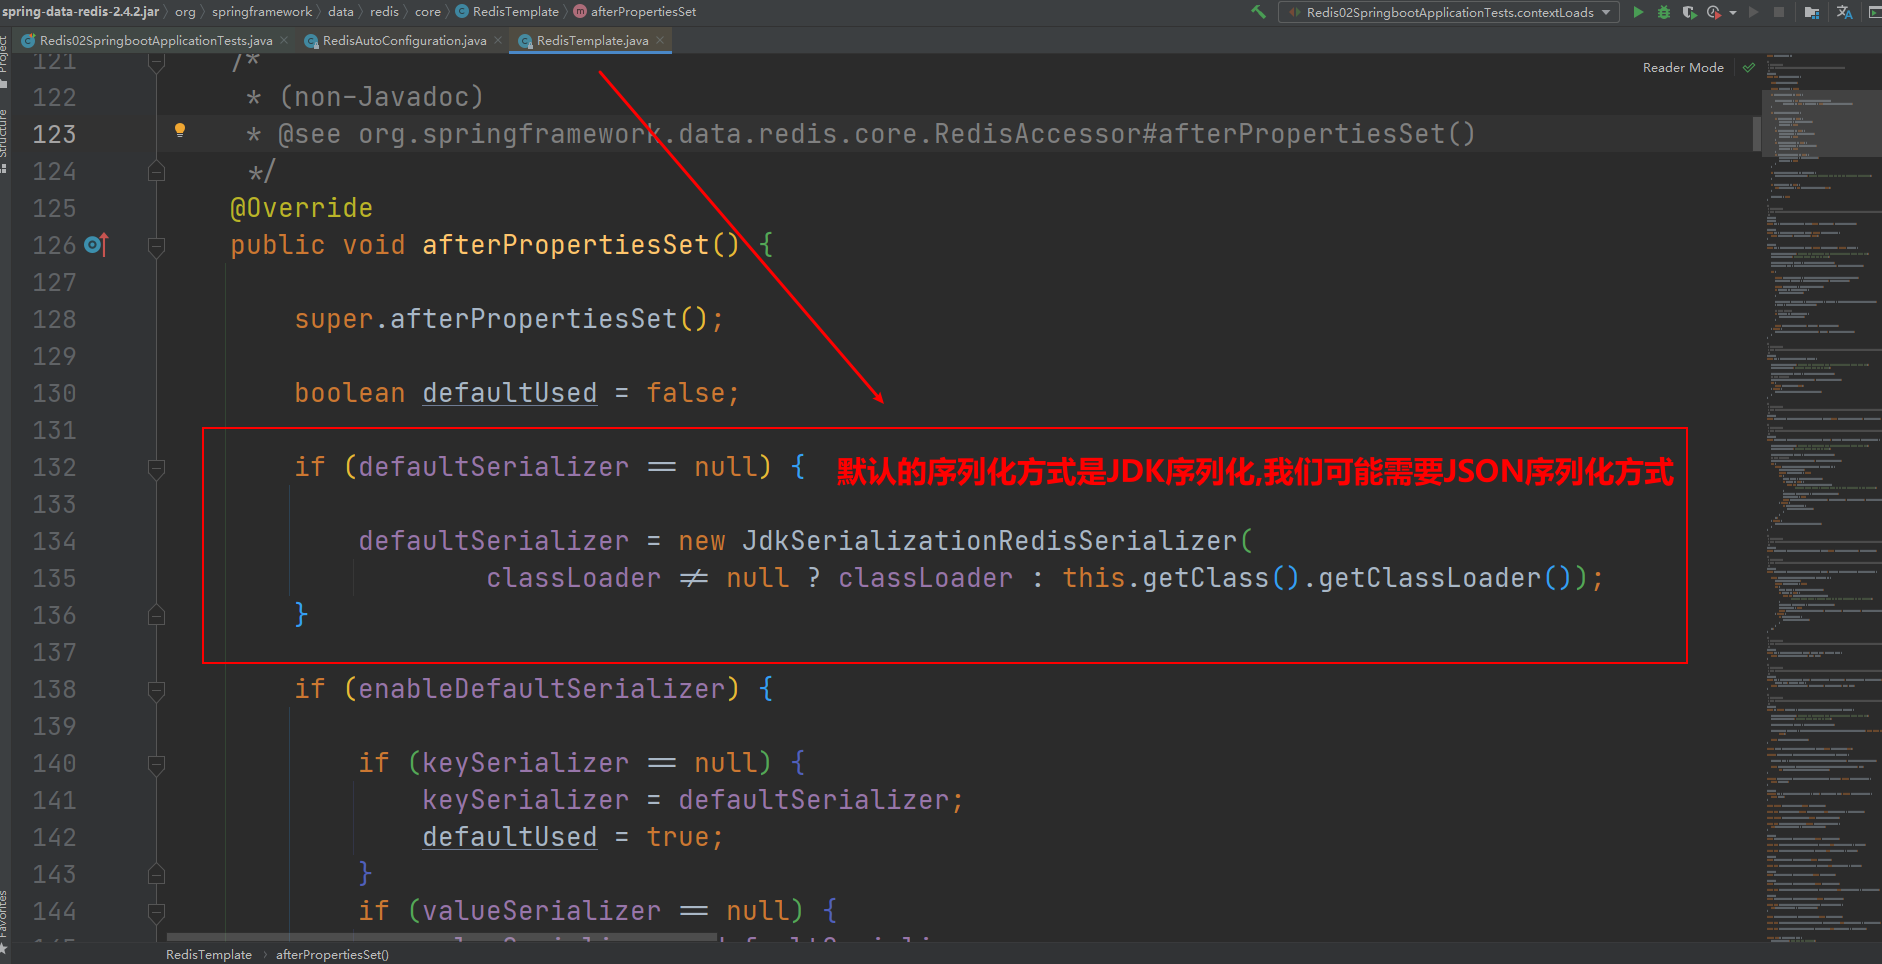 spring-data-redis-2.4.2.jar 〉 org 〉 springframework 〉 data 〉 redis 〉 core 〉 RedisTemplate 〉 afterPropertiesSet
Redis02SpringbootApplicationTests.contextLoads
Redis02SpringbootApplicationTests.java
RedisAutoConfiguration.java
RedisTemplate.java
Project
Structure
Favorites
Reader Mode
121 /*
122 * (non-Javadoc)
123 * @see org.springframework.data.redis.core.RedisAccessor#afterPropertiesSet()
124 */
125 @Override
126 public void afterPropertiesSet() {
127
128 super.afterPropertiesSet();
129
130 boolean defaultUsed = false;
131
132 if (defaultSerializer == null) { 默认的序列化方式是JDK序列化,我们可能需要JSON序列化方式
133
134 defaultSerializer = new JdkSerializationRedisSerializer(
135 classLoader != null ? classLoader : this.getClass().getClassLoader());
136 }
137
138 if (enableDefaultSerializer) {
139
140 if (keySerializer == null) {
141 keySerializer = defaultSerializer;
142 defaultUsed = true;
143 }
144 if (valueSerializer == null) {
RedisTemplate 〉 afterPropertiesSet()